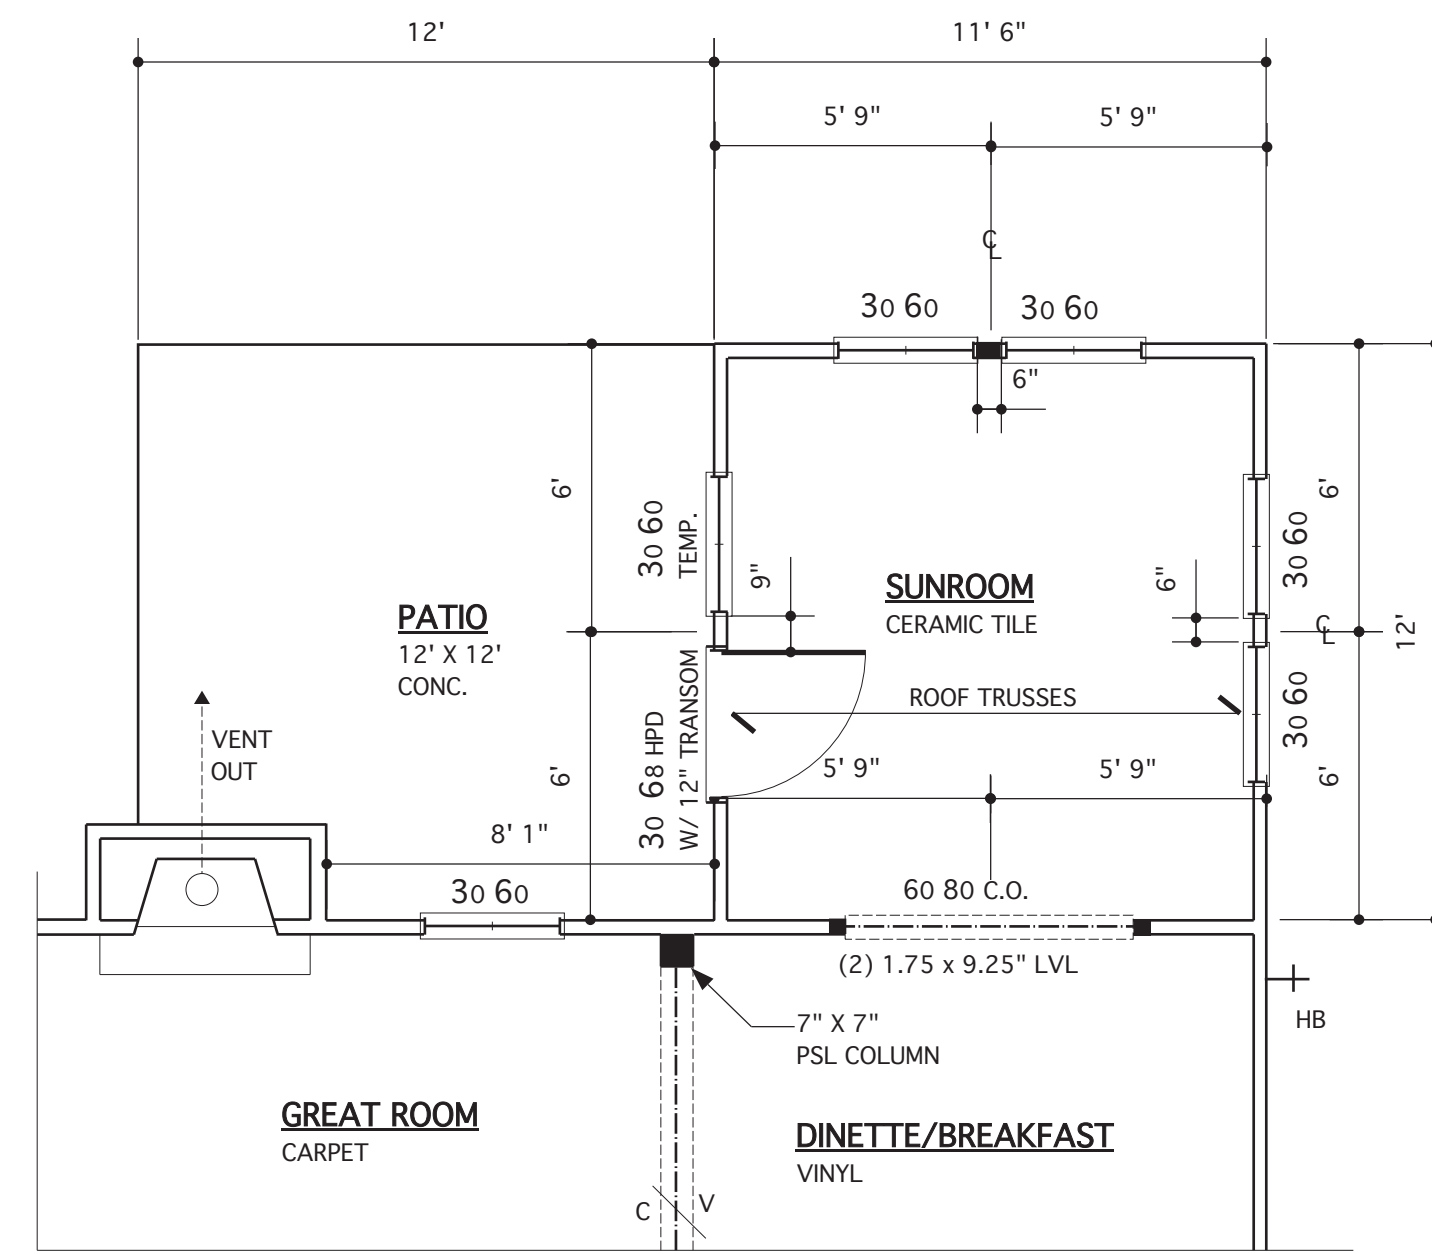 12'
11' 6"
5' 9"
5' 9"
CL
30 60
30 60
6"
6'
6'
30 60
TEMP.
9"
30 60
SUNROOM
CERAMIC TILE
6"
CL
12'
PATIO
12' X 12'
CONC.
ROOF TRUSSES
30 68 HPD
W/ 12" TRANSOM
30 60
VENT
OUT
6'
5' 9"
5' 9"
6'
8' 1"
30 60
60 80 C.O.
(2) 1.75 x 9.25" LVL
7" X 7"
PSL COLUMN
HB
GREAT ROOM
CARPET
DINETTE/BREAKFAST
VINYL
C
V